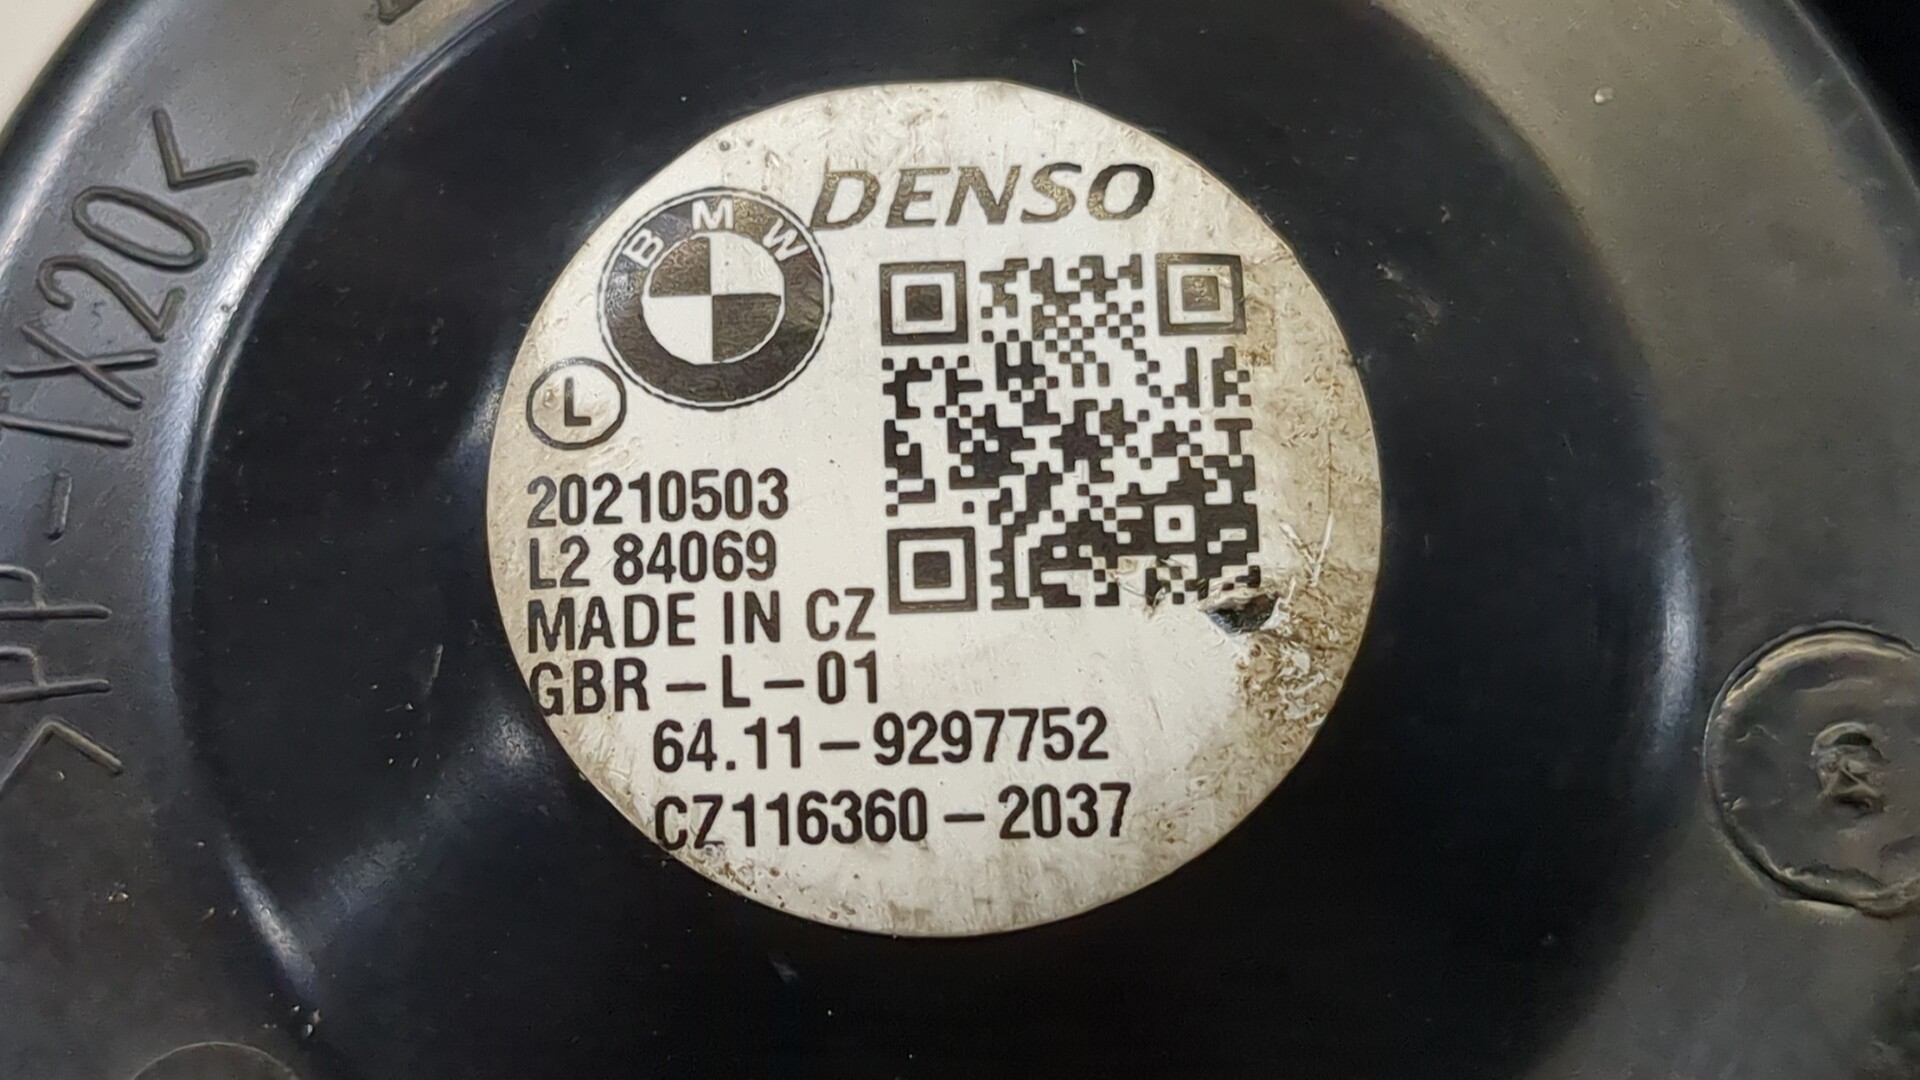 DENSO
BMW
L
20210503
L2 84069
MADE IN CZ
GBR-L-01
64.11-9297752
CZ116360-2037
>PP-TX20<